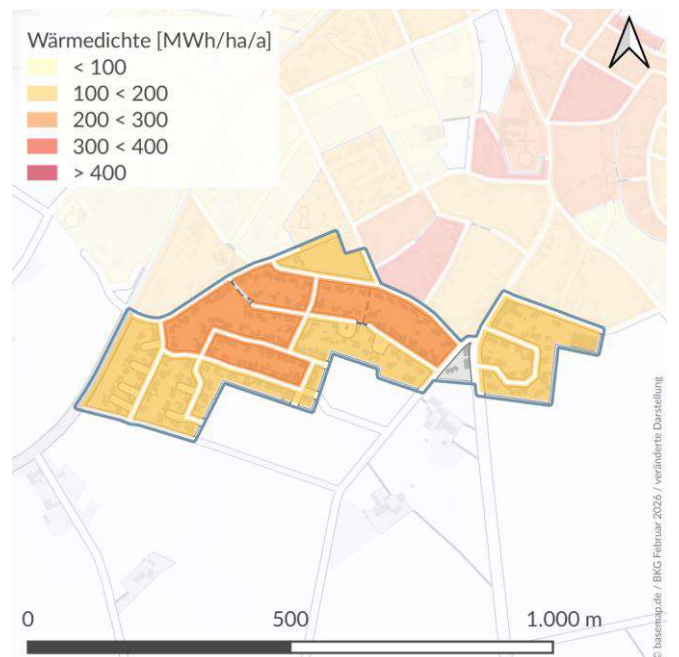 Wärmedichte [MWh/ha/a]
< 100
100 < 200
200 < 300
300 < 400
> 400
0 500 1.000 m
© basemap.de / BKG Februar 2026 / veränderte Darstellung